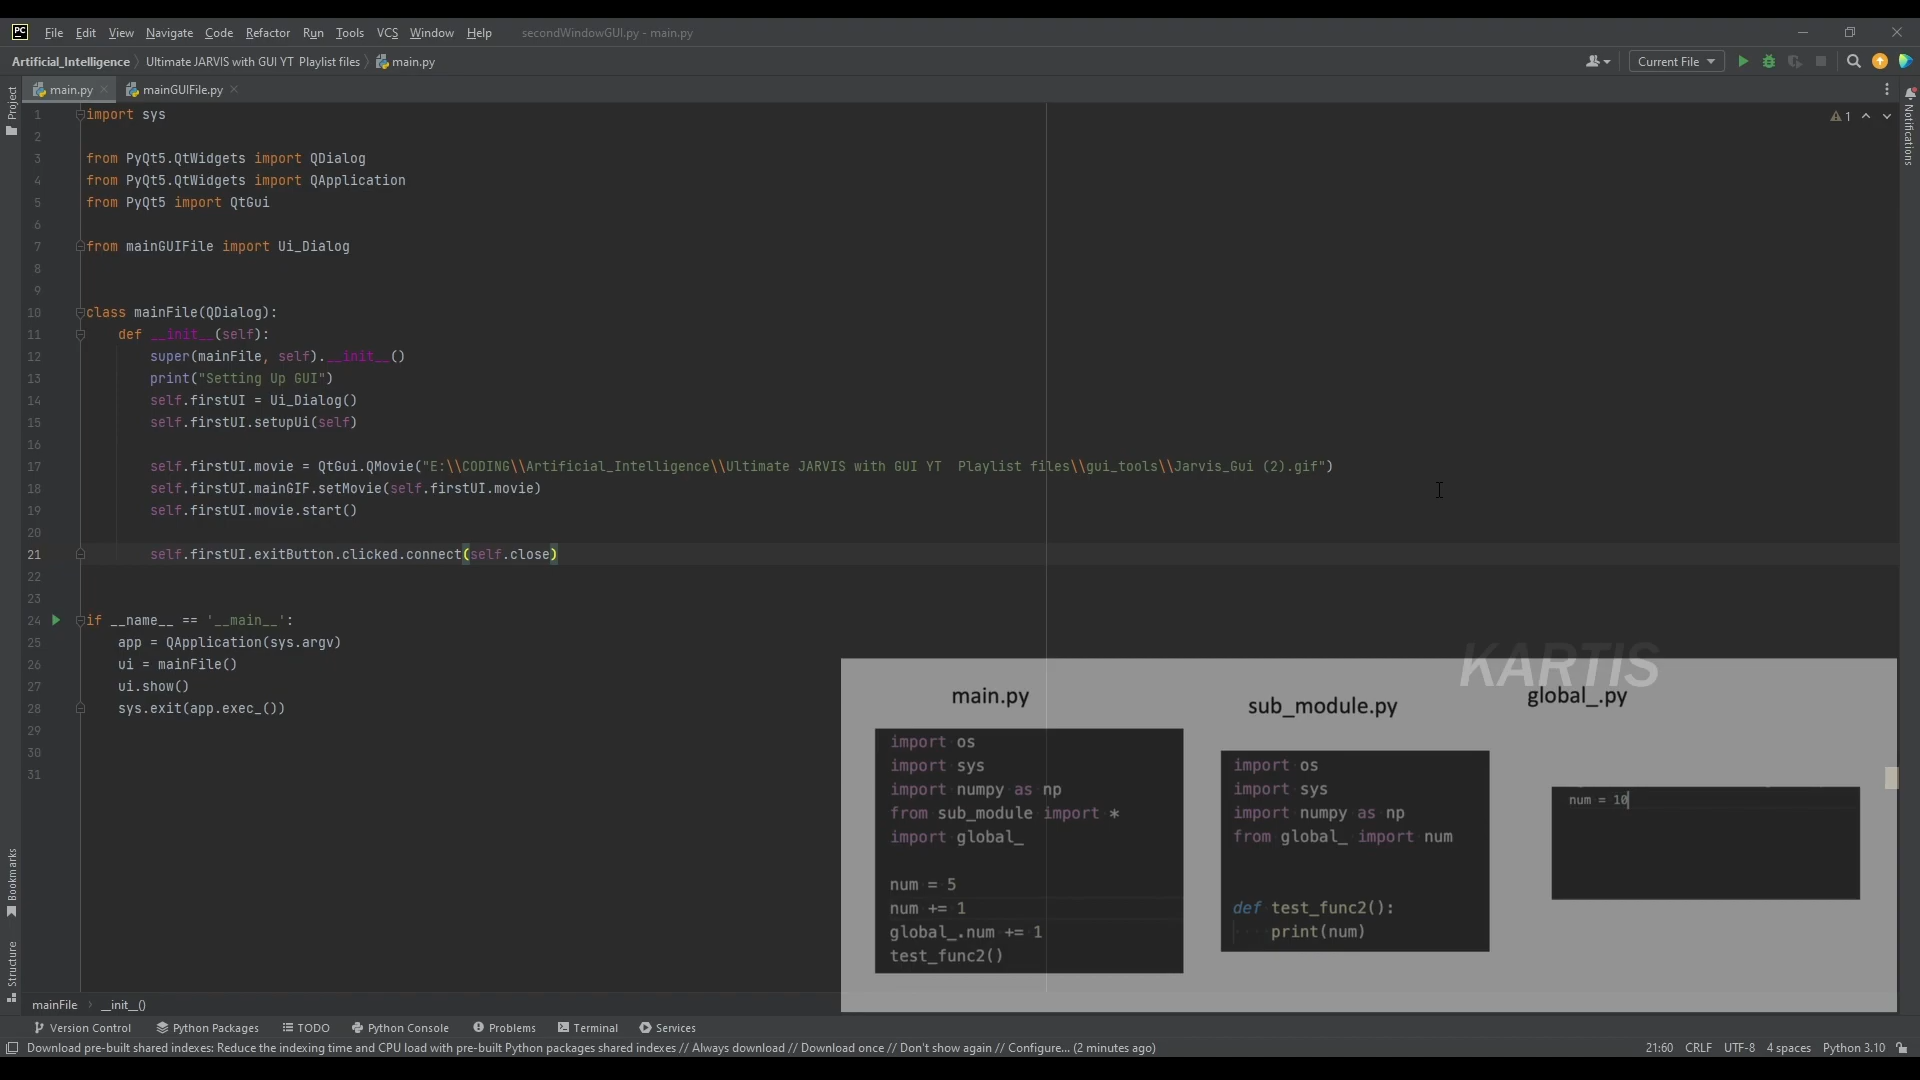 PC File Edit View Navigate Code Refactor Run Tools VCS Window Help secondWindowGUI.py - main.py
Artificial_Intelligence Ultimate JARVIS with GUI YT Playlist files main.py Current File
main.py mainGUIFile.py
Project
Notifications
1
1 import sys
2
3 from PyQt5.QtWidgets import QDialog
4 from PyQt5.QtWidgets import QApplication
5 from PyQt5 import QtGui
6
7 from mainGUIFile import Ui_Dialog
8
9
10 class mainFile(QDialog):
11 def __init__(self):
12 super(mainFile, self).__init__()
13 print("Setting Up GUI")
14 self.firstUI = Ui_Dialog()
15 self.firstUI.setupUi(self)
16
17 self.firstUI.movie = QtGui.QMovie("E:\\CODING\\Artificial_Intelligence\\Ultimate JARVIS with GUI YT  Playlist files\\gui_tools\\Jarvis_Gui (2).gif")
18 self.firstUI.mainGIF.setMovie(self.firstUI.movie)
19 self.firstUI.movie.start()
20
21 self.firstUI.exitButton.clicked.connect(self.close)
22
23
24 if __name__ == '__main__':
25 app = QApplication(sys.argv)
26 ui = mainFile()
27 ui.show()
28 sys.exit(app.exec_())
29
30
31
KARTIS
main.py
import os
import sys
import numpy as np
from sub_module import *
import global_
num = 5
num += 1
global_.num += 1
test_func2()
sub_module.py
import os
import sys
import numpy as np
from global_ import num
def test_func2():
print(num)
global_.py
num = 10
Bookmarks
Structure
mainFile __init__()
Version Control Python Packages TODO Python Console Problems Terminal Services
Download pre-built shared indexes: Reduce the indexing time and CPU load with pre-built Python packages shared indexes // Always download // Download once // Don't show again // Configure... (2 minutes ago) 21:60 CRLF UTF-8 4 spaces Python 3.10